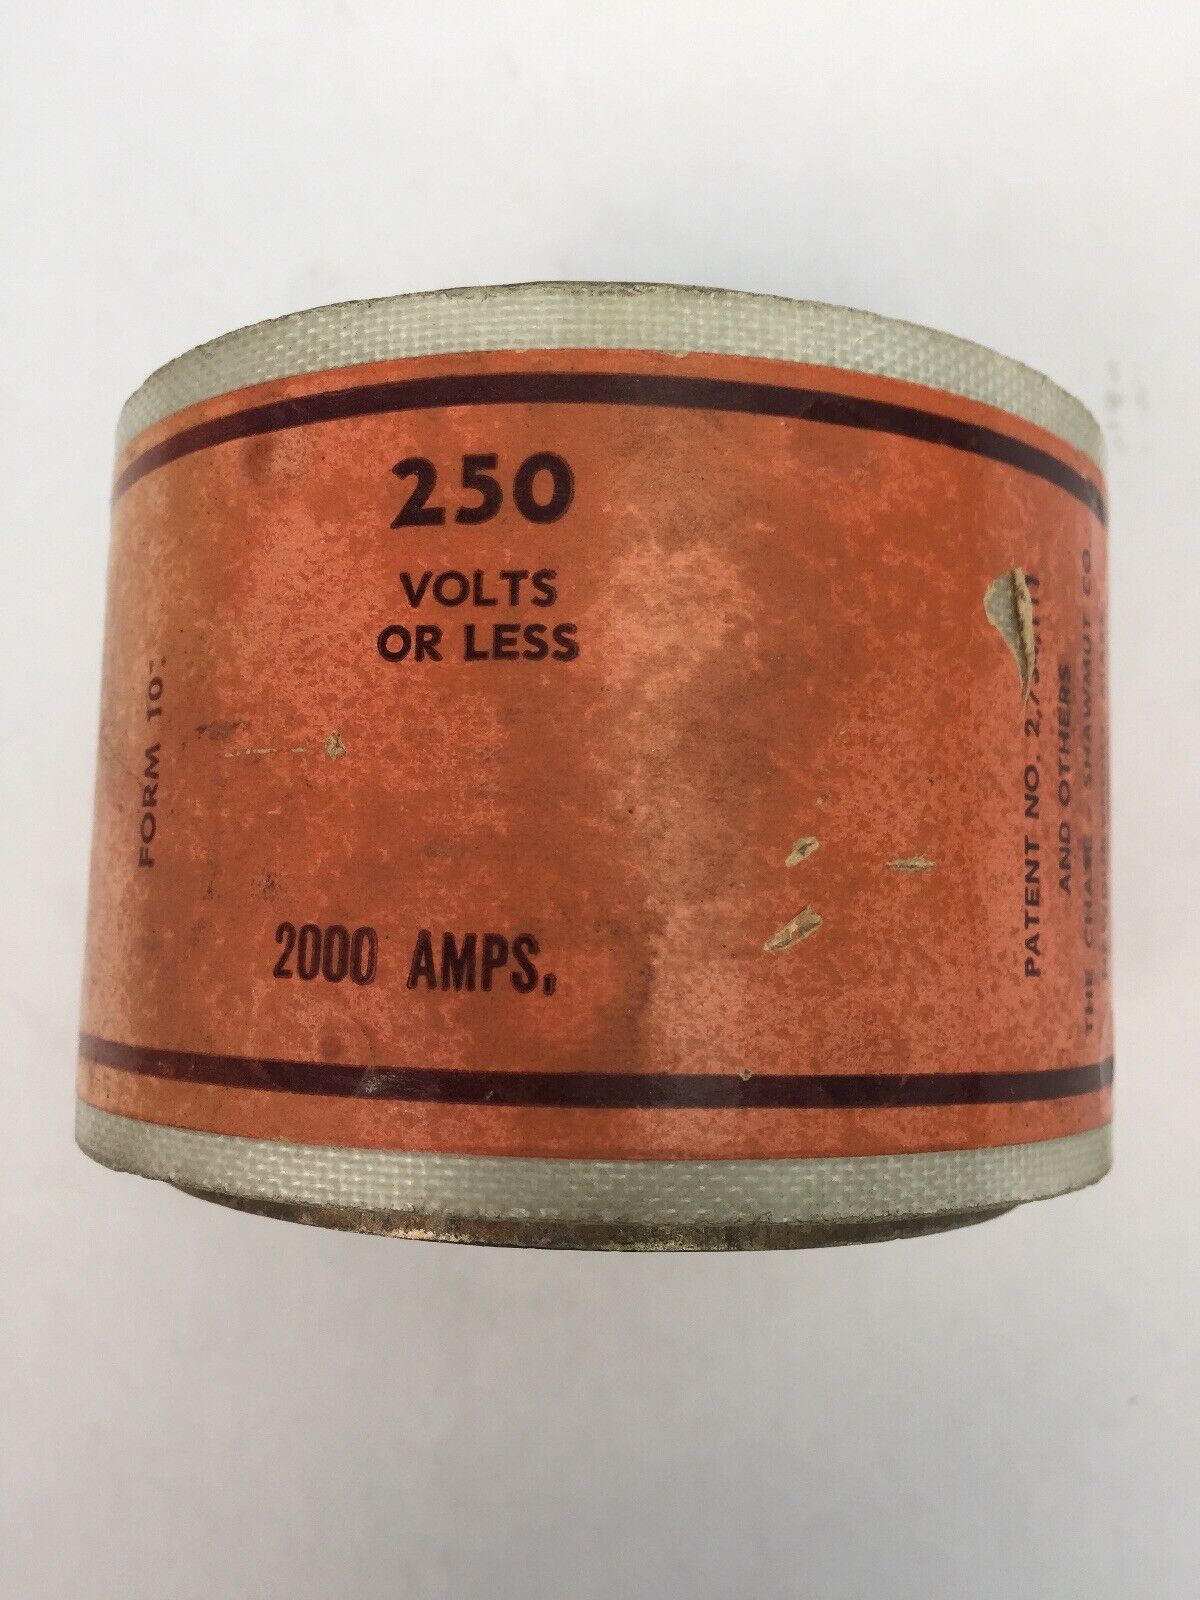 250
VOLTS
OR LESS
2000 AMPS.
FORM 10-
PATENT NO.
AND OTHERS
THE CHASE - SHAWMUT CO